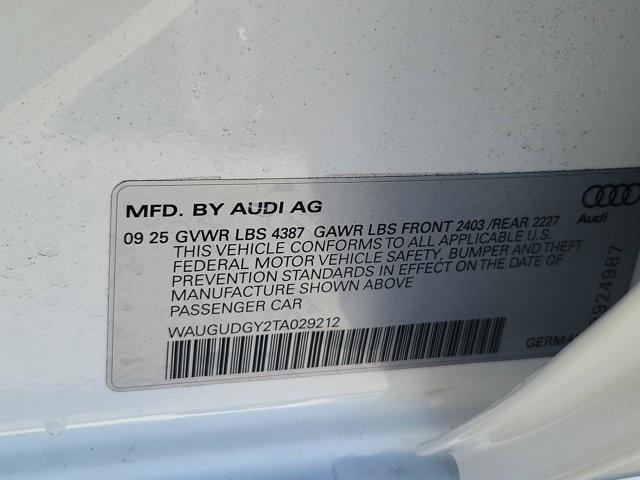 MFD. BY AUDI AG
09 25 GVWR LBS 4387 GAWR LBS FRONT 2403 /REAR 2227
THIS VEHICLE CONFORMS TO ALL APPLICABLE U.S.
FEDERAL MOTOR VEHICLE SAFETY, BUMPER AND THEFT
PREVENTION STANDARDS IN EFFECT ON THE DATE OF
MANUFACTURE SHOWN ABOVE
PASSENGER CAR
WAUGUDGY2TA029212
Audi